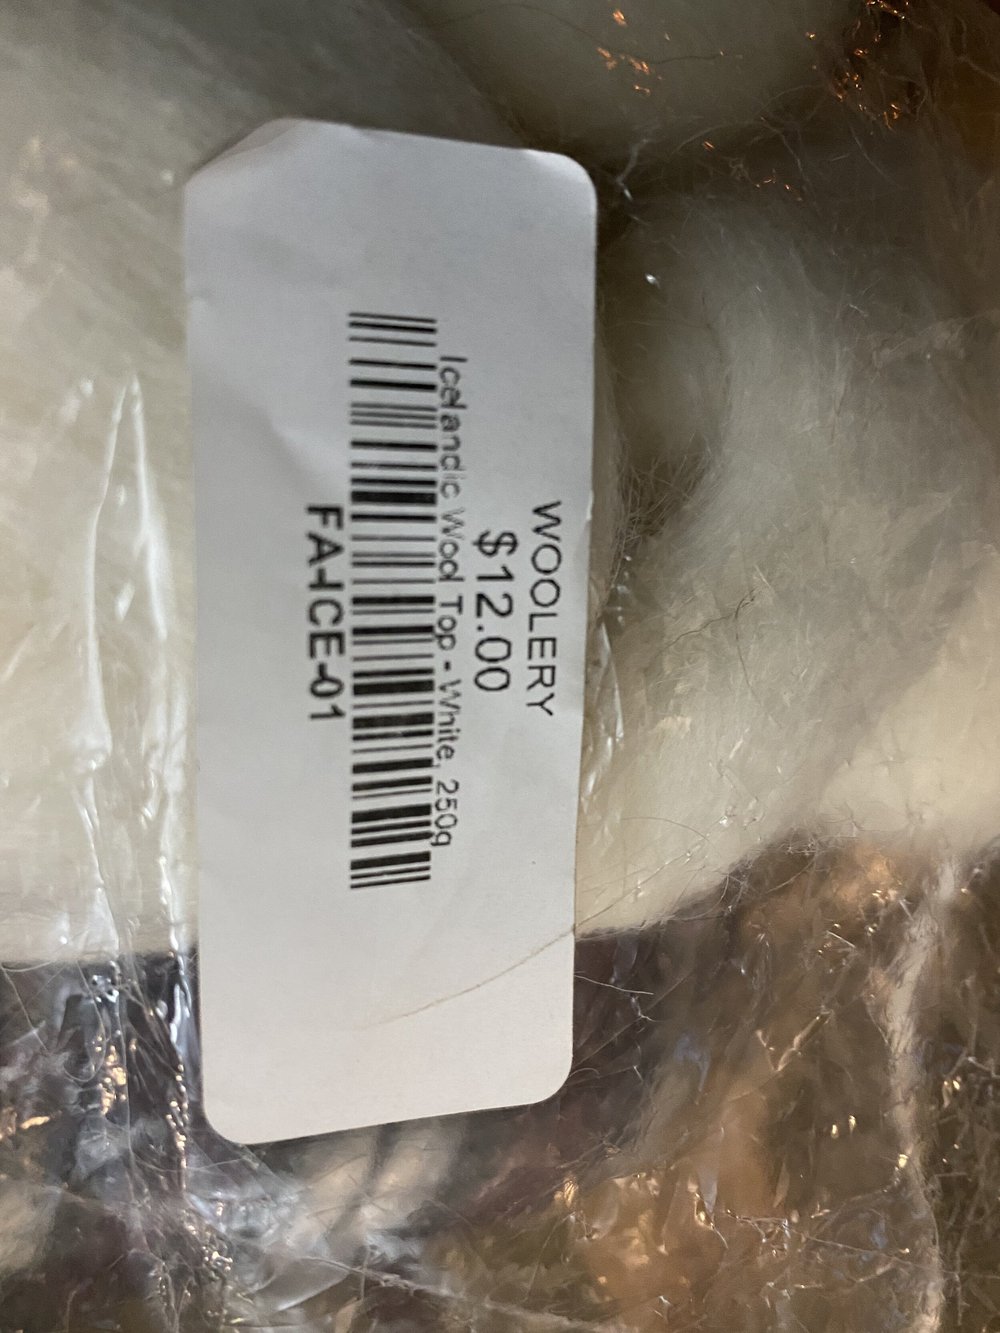 WOOLERY
$12.00
Icelandic Wool Top - White, 250g
FA-ICE-01